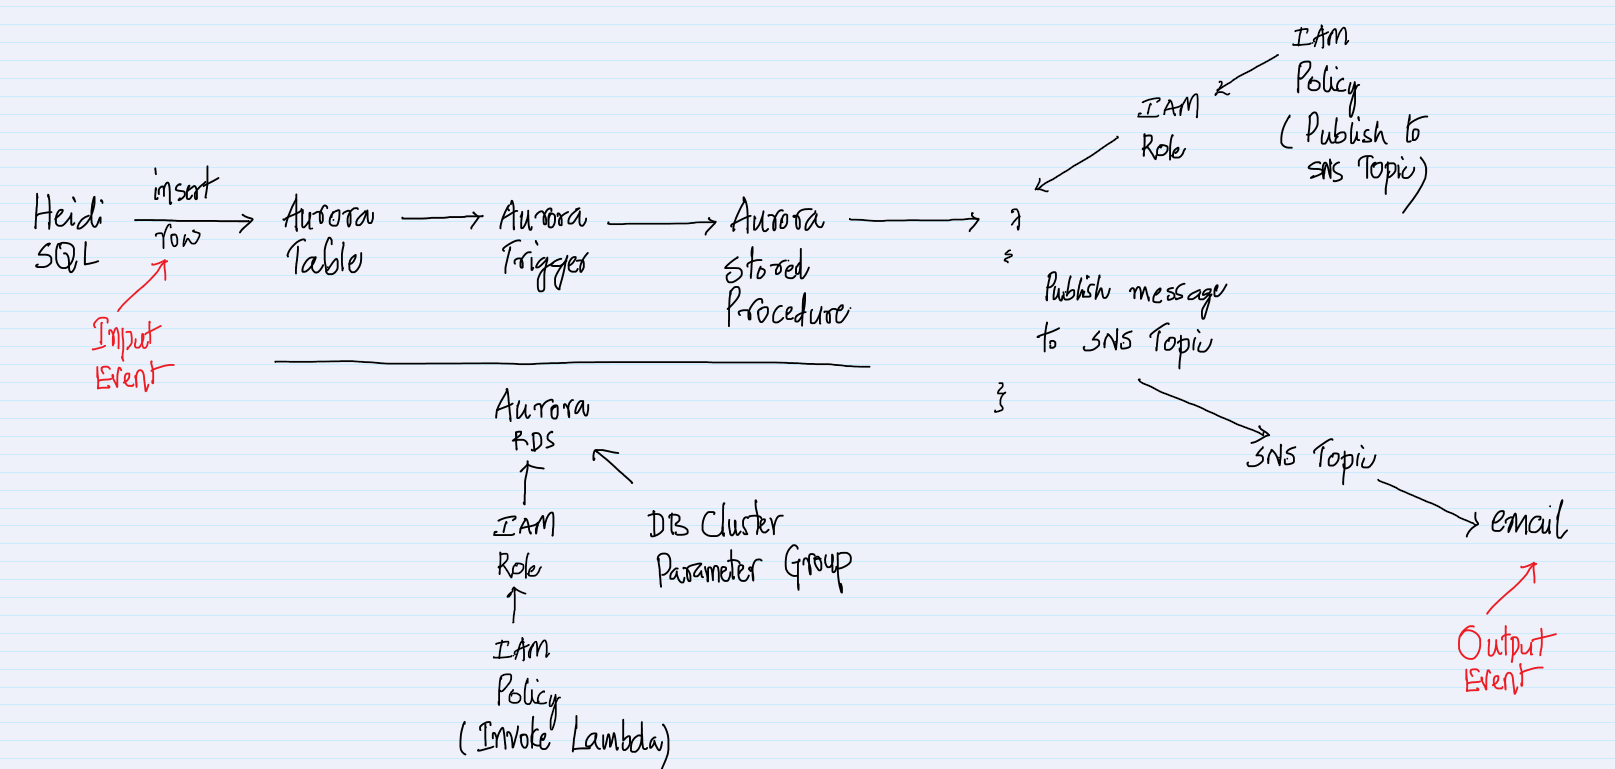 IAM
Policy
(Publish to
SNS Topic)
IAM
Role
Heidi
SQL
insert
row
Aurora
Table
Aurora
Trigger
Aurora
Stored
Procedure
λ
{
Publish message
to SNS Topic
}
Input
Event
Aurora
RDS
IAM
Role
IAM
Policy
(Invoke Lambda)
DB Cluster
Parameter Group
SNS Topic
email
Output
Event